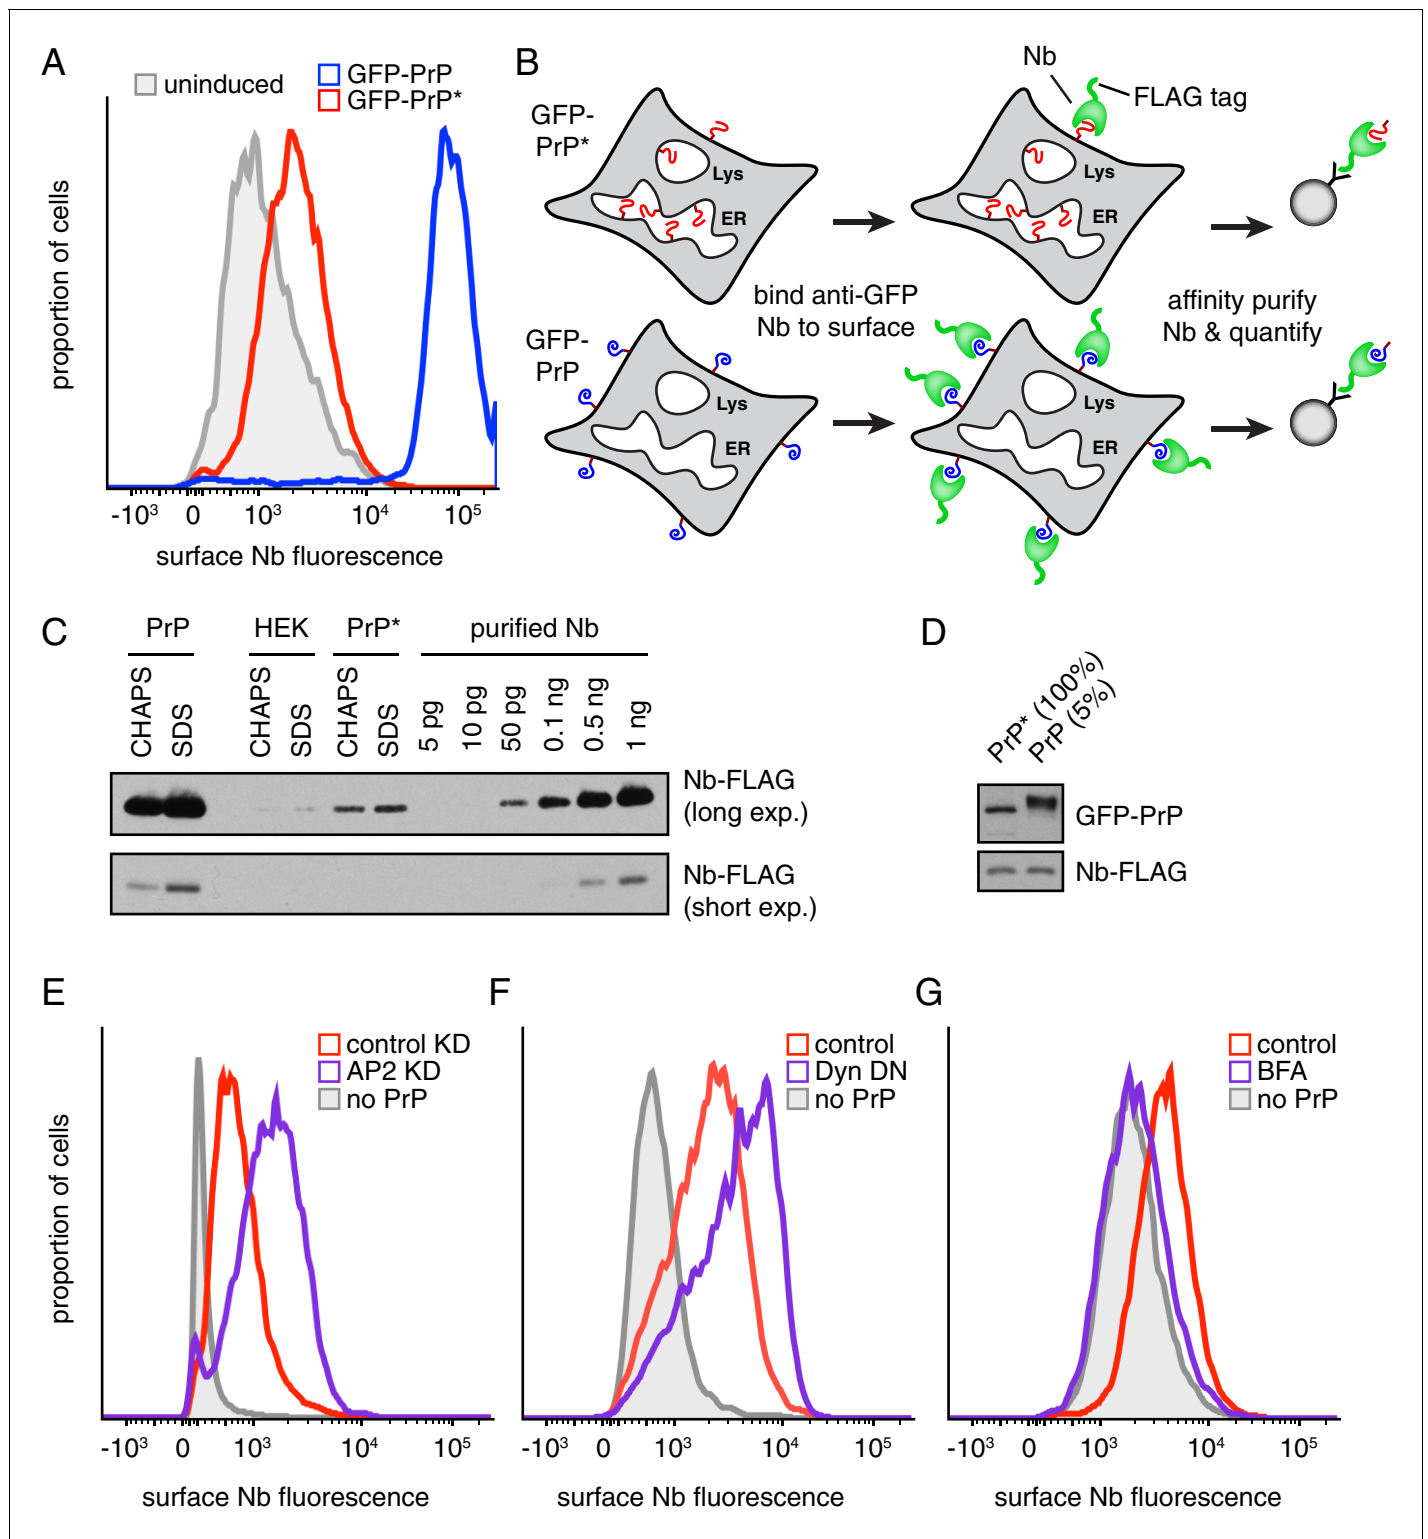 A
uninduced
GFP-PrP
GFP-PrP*
proportion of cells
-10³ 0 10³ 10⁴ 10⁵
surface Nb fluorescence
B
GFP-
PrP*
Lys
ER
Nb
FLAG tag
Lys
ER
bind anti-GFP
Nb to surface
affinity purify
Nb & quantify
GFP-
PrP
Lys
ER
Lys
ER
C
PrP HEK PrP* purified Nb
CHAPS SDS CHAPS SDS CHAPS SDS 5 pg 10 pg 50 pg 0.1 ng 0.5 ng 1 ng
Nb-FLAG
(long exp.)
Nb-FLAG
(short exp.)
D
PrP* (100%)
PrP (5%)
GFP-PrP
Nb-FLAG
E
control KD
AP2 KD
no PrP
proportion of cells
-10³ 0 10³ 10⁴ 10⁵
surface Nb fluorescence
F
control
Dyn DN
no PrP
-10³ 0 10³ 10⁴ 10⁵
surface Nb fluorescence
G
control
BFA
no PrP
-10³ 0 10³ 10⁴ 10⁵
surface Nb fluorescence